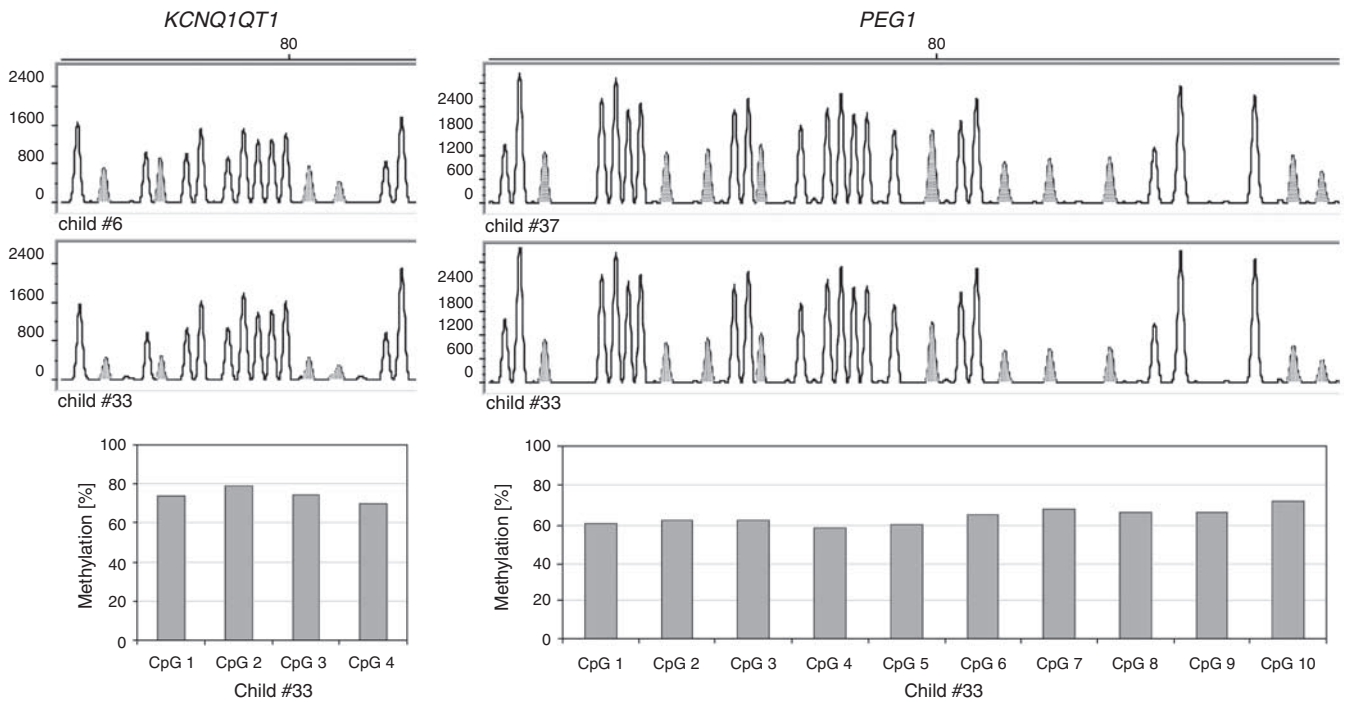 KCNQ1QT1
80
2400
1600
800
0
child #6
2400
1600
800
0
child #33
PEG1
80
2400
1800
1200
600
0
child #37
2400
1800
1200
600
0
child #33
Methylation [%]
100
80
60
40
20
0
CpG 1 CpG 2 CpG 3 CpG 4
Child #33
Methylation [%]
100
80
60
40
20
0
CpG 1 CpG 2 CpG 3 CpG 4 CpG 5 CpG 6 CpG 7 CpG 8 CpG 9 CpG 10
Child #33